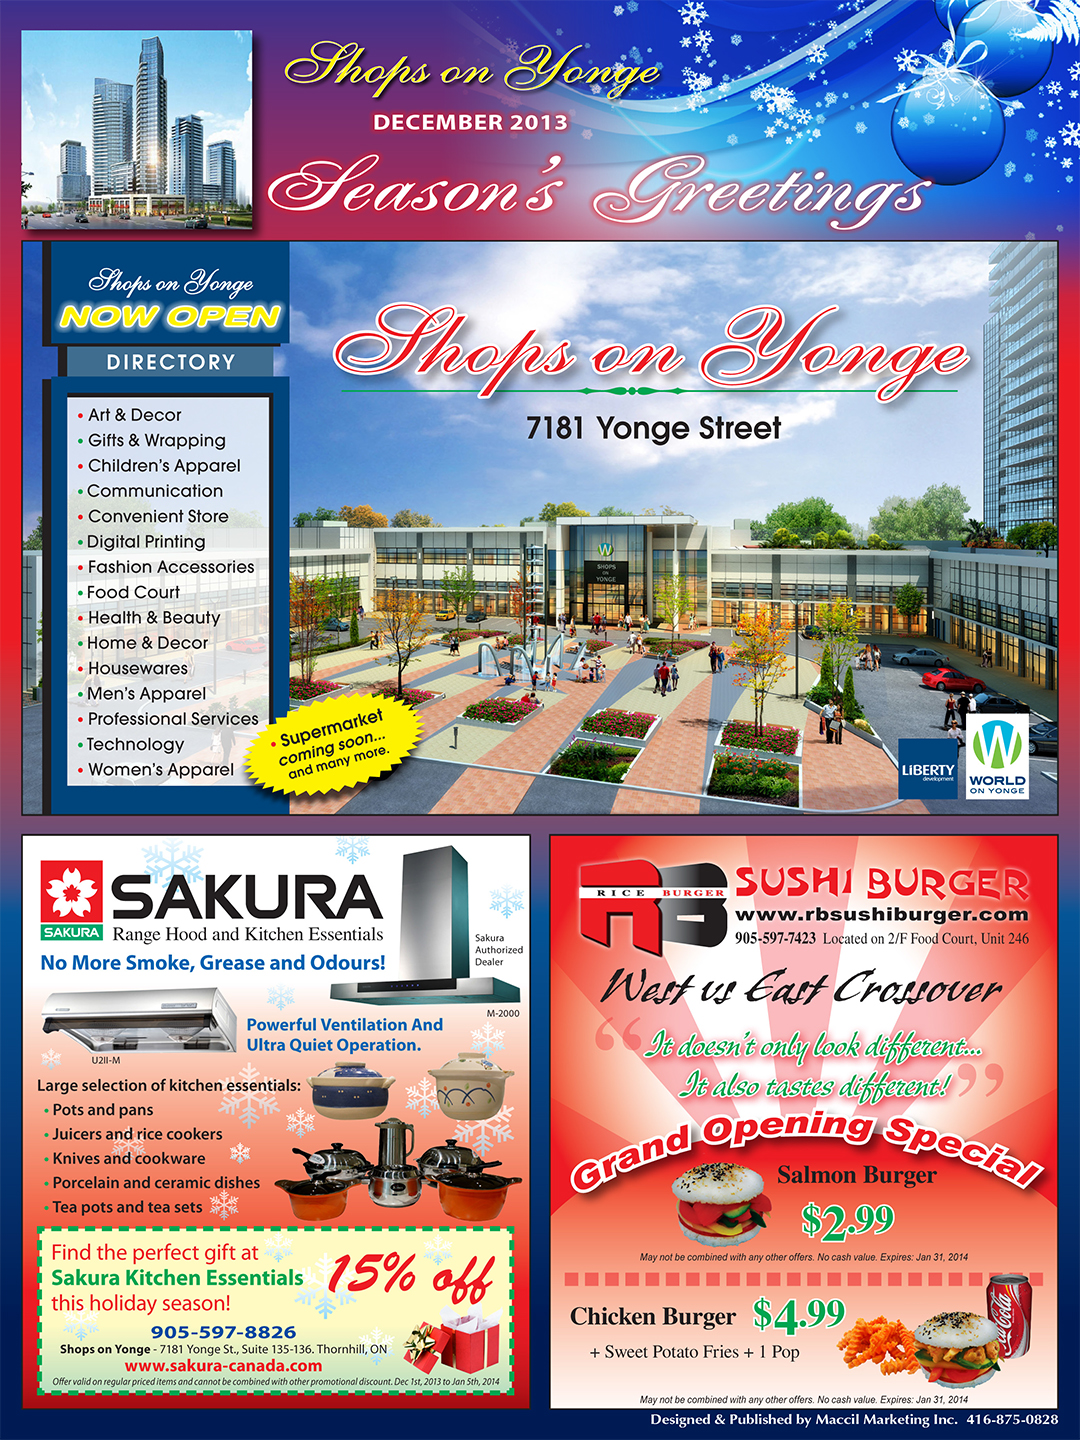 Shops on Yonge
DECEMBER 2013
Season's Greetings
Shops on Yonge
NOW OPEN
DIRECTORY
• Art & Decor
• Gifts & Wrapping
• Children's Apparel
• Communication
• Convenient Store
• Digital Printing
• Fashion Accessories
• Food Court
• Health & Beauty
• Home & Decor
• Housewares
• Men's Apparel
• Professional Services
• Technology
• Women's Apparel
• Supermarket
coming soon...
and many more.
Shops on Yonge
7181 Yonge Street
W
SHOPS
ON
YONGE
LIBERTY
development
W
WORLD
ON YONGE
SAKURA
SAKURA
Range Hood and Kitchen Essentials
No More Smoke, Grease and Odours!
Sakura
Authorized
Dealer
M-2000
U2II-M
Powerful Ventilation And
Ultra Quiet Operation.
Large selection of kitchen essentials:
• Pots and pans
• Juicers and rice cookers
• Knives and cookware
• Porcelain and ceramic dishes
• Tea pots and tea sets
Find the perfect gift at
Sakura Kitchen Essentials
this holiday season!
15% off
905-597-8826
Shops on Yonge - 7181 Yonge St., Suite 135-136. Thornhill, ON
www.sakura-canada.com
Offer valid on regular priced items and cannot be combined with other promotional discount. Dec 1st, 2013 to Jan 5th, 2014
RB
RICE BURGER
SUSHI BURGER
www.rbsushiburger.com
905-597-7423 Located on 2/F Food Court, Unit 246
West vs East Crossover
“It doesn't only look different...
It also tastes different!”
Grand Opening Special
Salmon Burger
$2.99
May not be combined with any other offers. No cash value. Expires: Jan 31, 2014
Chicken Burger $4.99
+ Sweet Potato Fries + 1 Pop
Coca-Cola
May not be combined with any other offers. No cash value. Expires: Jan 31, 2014
Designed & Published by Maccil Marketing Inc. 416-875-0828